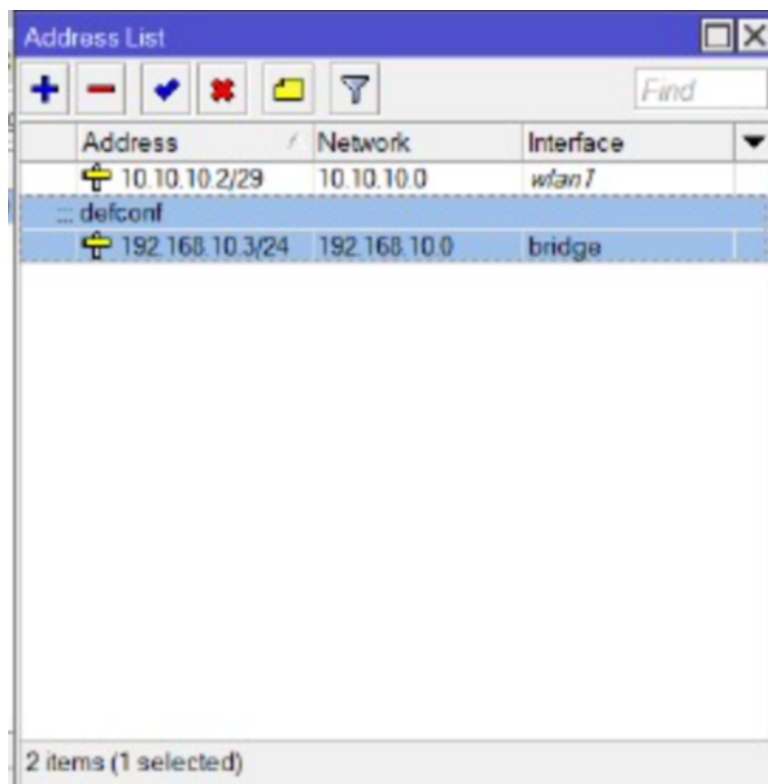 Address List
Find
Address Network Interface
10.10.10.2/29 10.10.10.0 wlan1
::: defconf
192.168.10.3/24 192.168.10.0 bridge
2 items (1 selected)